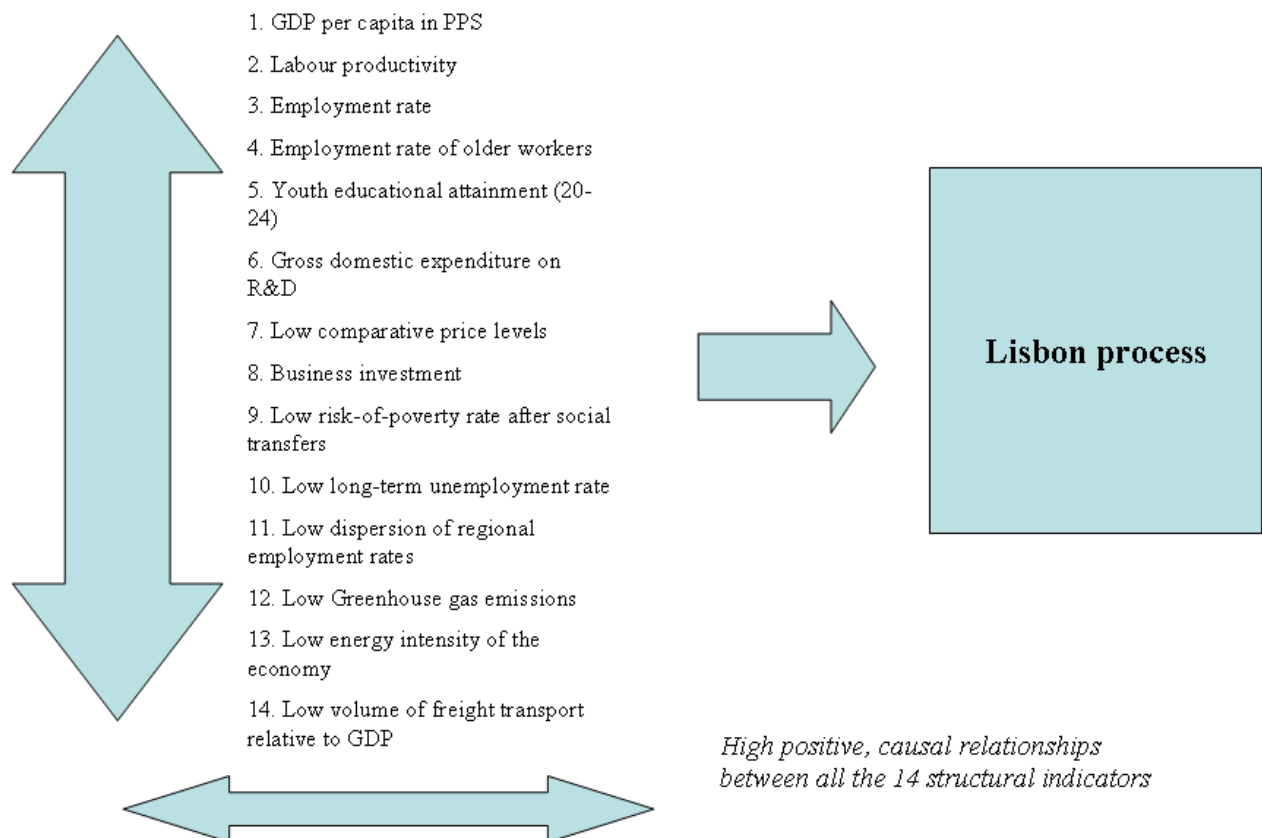 1. GDP per capita in PPS
2. Labour productivity
3. Employment rate
4. Employment rate of older workers
5. Youth educational attainment (20-
24)
6. Gross domestic expenditure on
R&D
7. Low comparative price levels
8. Business investment
9. Low risk-of-poverty rate after social
transfers
10. Low long-term unemployment rate
11. Low dispersion of regional
employment rates
12. Low Greenhouse gas emissions
13. Low energy intensity of the
economy
14. Low volume of freight transport
relative to GDP
Lisbon process
High positive, causal relationships
between all the 14 structural indicators